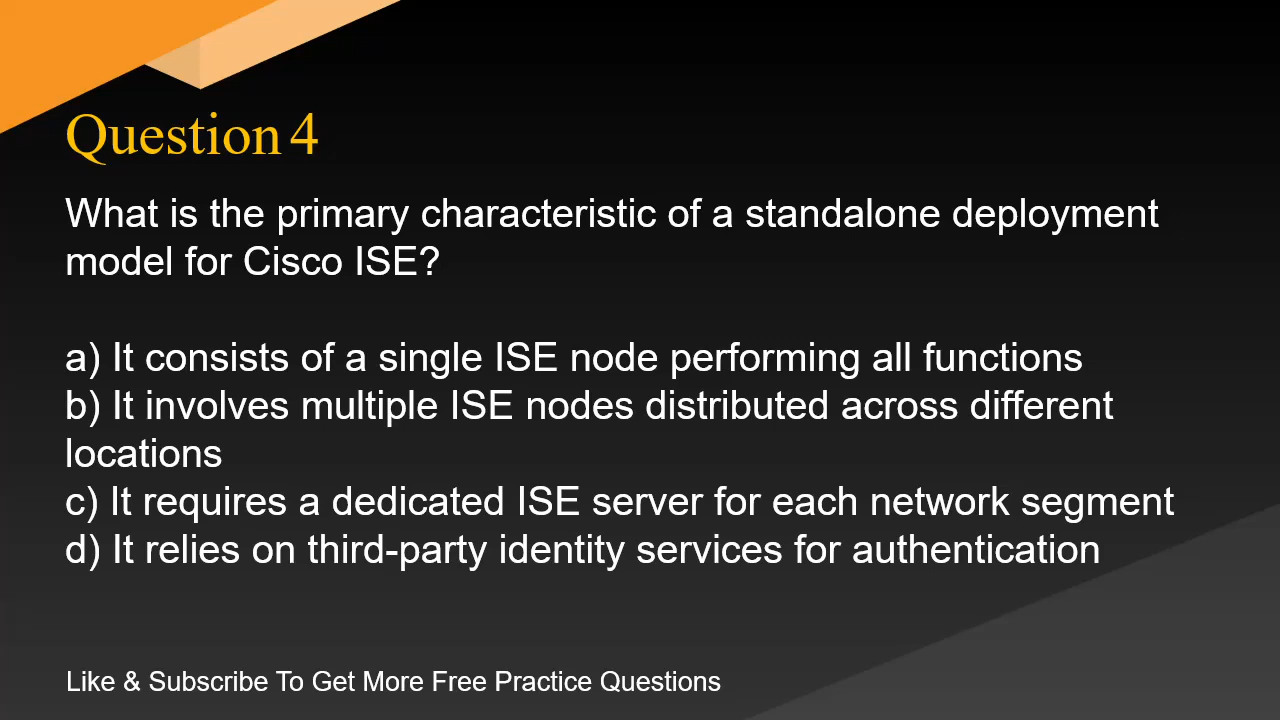 Question 4
What is the primary characteristic of a standalone deployment
model for Cisco ISE?
a) It consists of a single ISE node performing all functions
b) It involves multiple ISE nodes distributed across different
locations
c) It requires a dedicated ISE server for each network segment
d) It relies on third-party identity services for authentication
Like & Subscribe To Get More Free Practice Questions